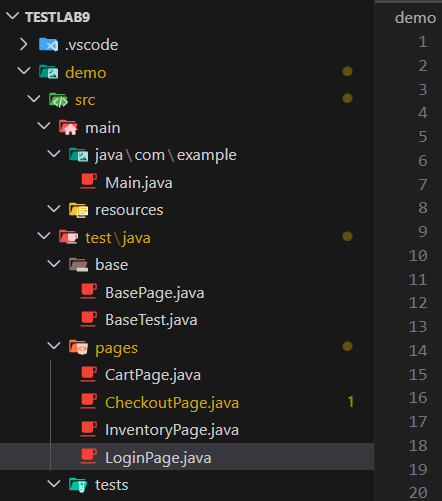 TESTLAB9
.vscode
demo
src
main
java\com\example
Main.java
resources
test\java
base
BasePage.java
BaseTest.java
pages
CartPage.java
CheckoutPage.java 1
InventoryPage.java
LoginPage.java
tests
demo
1
2
3
4
5
6
7
8
9
10
11
12
13
14
15
16
17
18
19
20